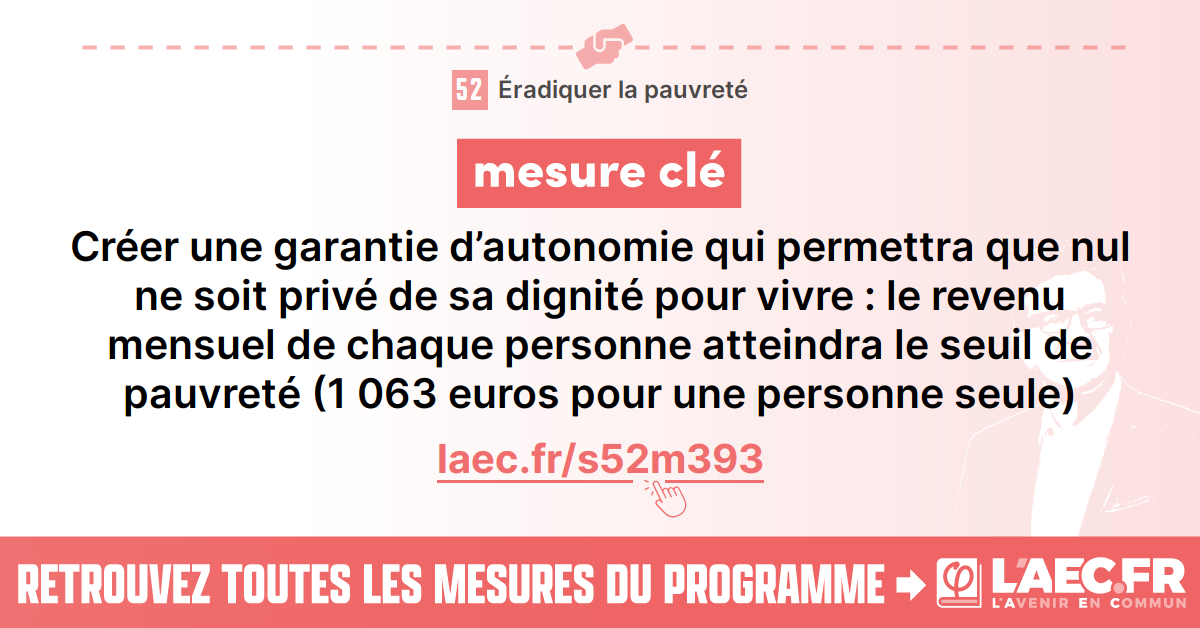 52 Éradiquer la pauvreté
mesure clé
Créer une garantie d’autonomie qui permettra que nul
ne soit privé de sa dignité pour vivre : le revenu
mensuel de chaque personne atteindra le seuil de
pauvreté (1 063 euros pour une personne seule)
laec.fr/s52m393
RETROUVEZ TOUTES LES MESURES DU PROGRAMME
L'AEC.FR
L'AVENIR EN COMMUN